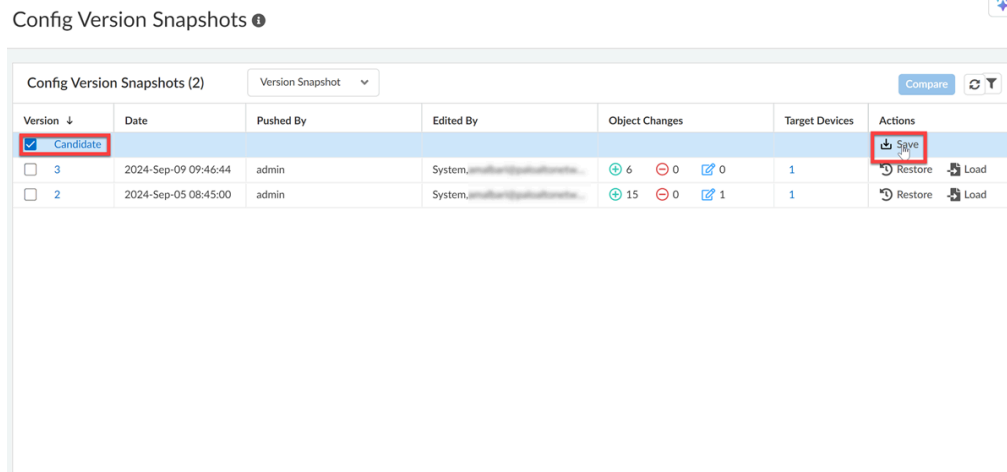 Config Version Snapshots
Config Version Snapshots (2) Version Snapshot Compare
Version ↓ Date Pushed By Edited By Object Changes Target Devices Actions
Candidate Save
3 2024-Sep-09 09:46:44 admin System, 6 0 0 1 Restore Load
2 2024-Sep-05 08:45:00 admin System, 15 0 1 1 Restore Load